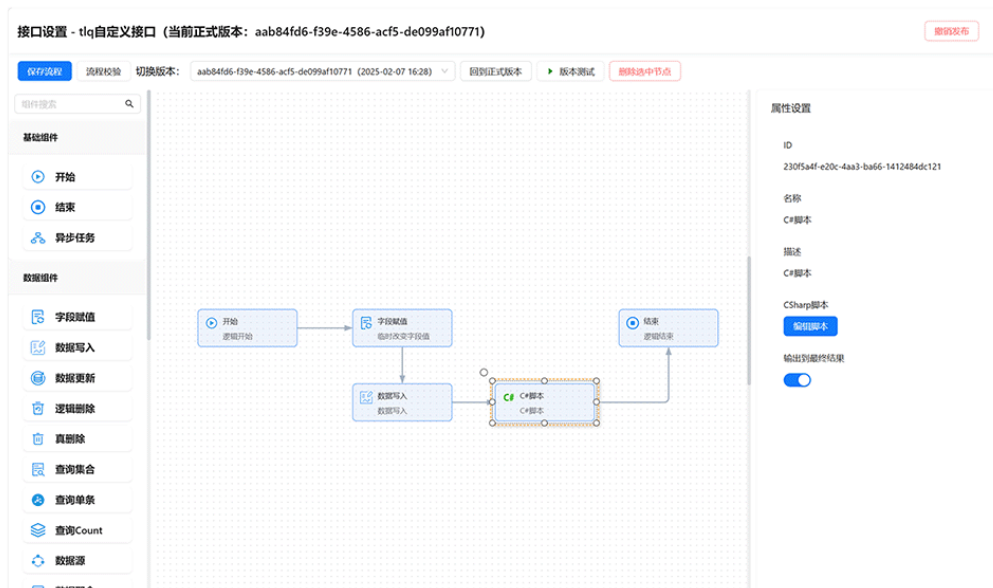 接口设置 - tlq自定义接口（当前正式版本：aab84fd6-f39e-4586-acf5-de099af10771）
撤销发布
保存流程
流程校验
切换版本：
aab84fd6-f39e-4586-acf5-de099af10771（2025-02-07 16:28）
回到正式版本
版本测试
删除选中节点
组件搜索
基础组件
开始
结束
异步任务
数据组件
字段赋值
数据写入
数据更新
逻辑删除
真删除
查询集合
查询单条
查询Count
数据源
开始
逻辑开始
字段赋值
临时改变字段值
结束
逻辑结束
数据写入
数据写入
C# C#脚本
C#脚本
属性设置
ID
230f5a4f-e20c-4aa3-ba66-1412484dc121
名称
C#脚本
描述
C#脚本
CSharp脚本
编辑脚本
输出到最终结果